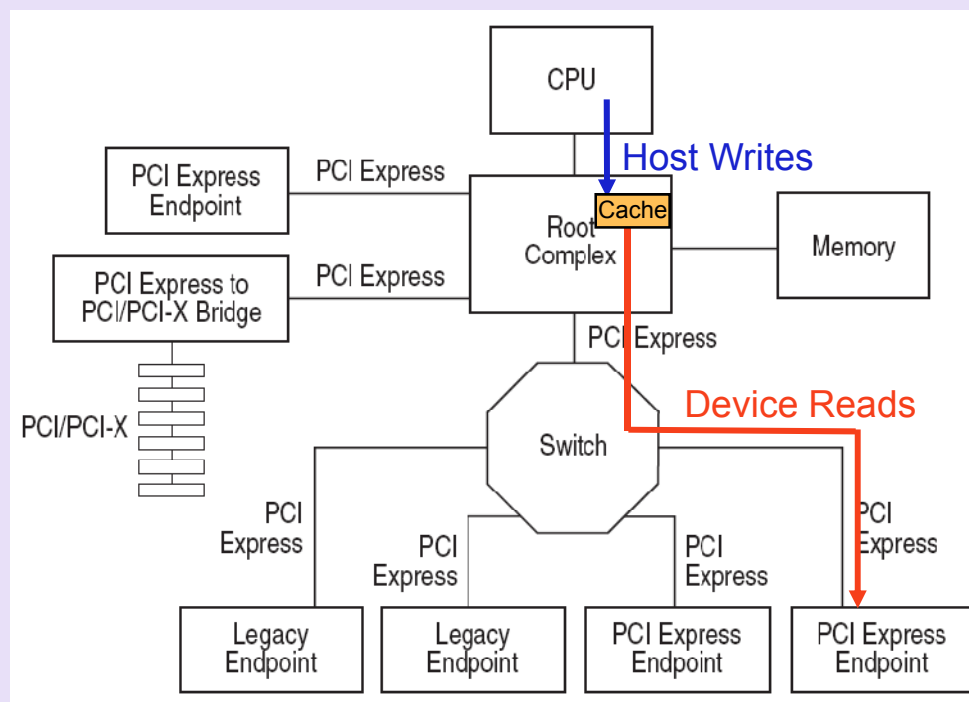 CPU
Host Writes
PCI Express
Endpoint
PCI Express
Cache
Root
Complex
Memory
PCI Express to
PCI/PCI-X Bridge
PCI Express
PCI Express
PCI/PCI-X
Device Reads
Switch
PCI
Express
PCI
Express
PCI
Express
PCI
Express
Legacy
Endpoint
Legacy
Endpoint
PCI Express
Endpoint
PCI Express
Endpoint